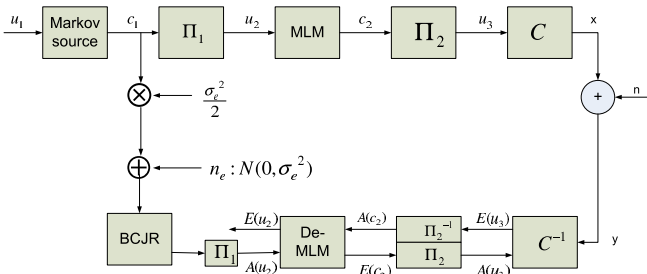 u₁
Markov source
c₁
Π₁
u₂
MLM
c₂
Π₂
u₃
C
x
σₑ²
2
+
n
nₑ : N(0, σₑ²)
BCJR
Π₁
E(u₂)
A(u₂)
De-
MLM
A(c₂)
E(c₂)
Π₂⁻¹
Π₂
E(u₃)
A(u₃)
C⁻¹
y